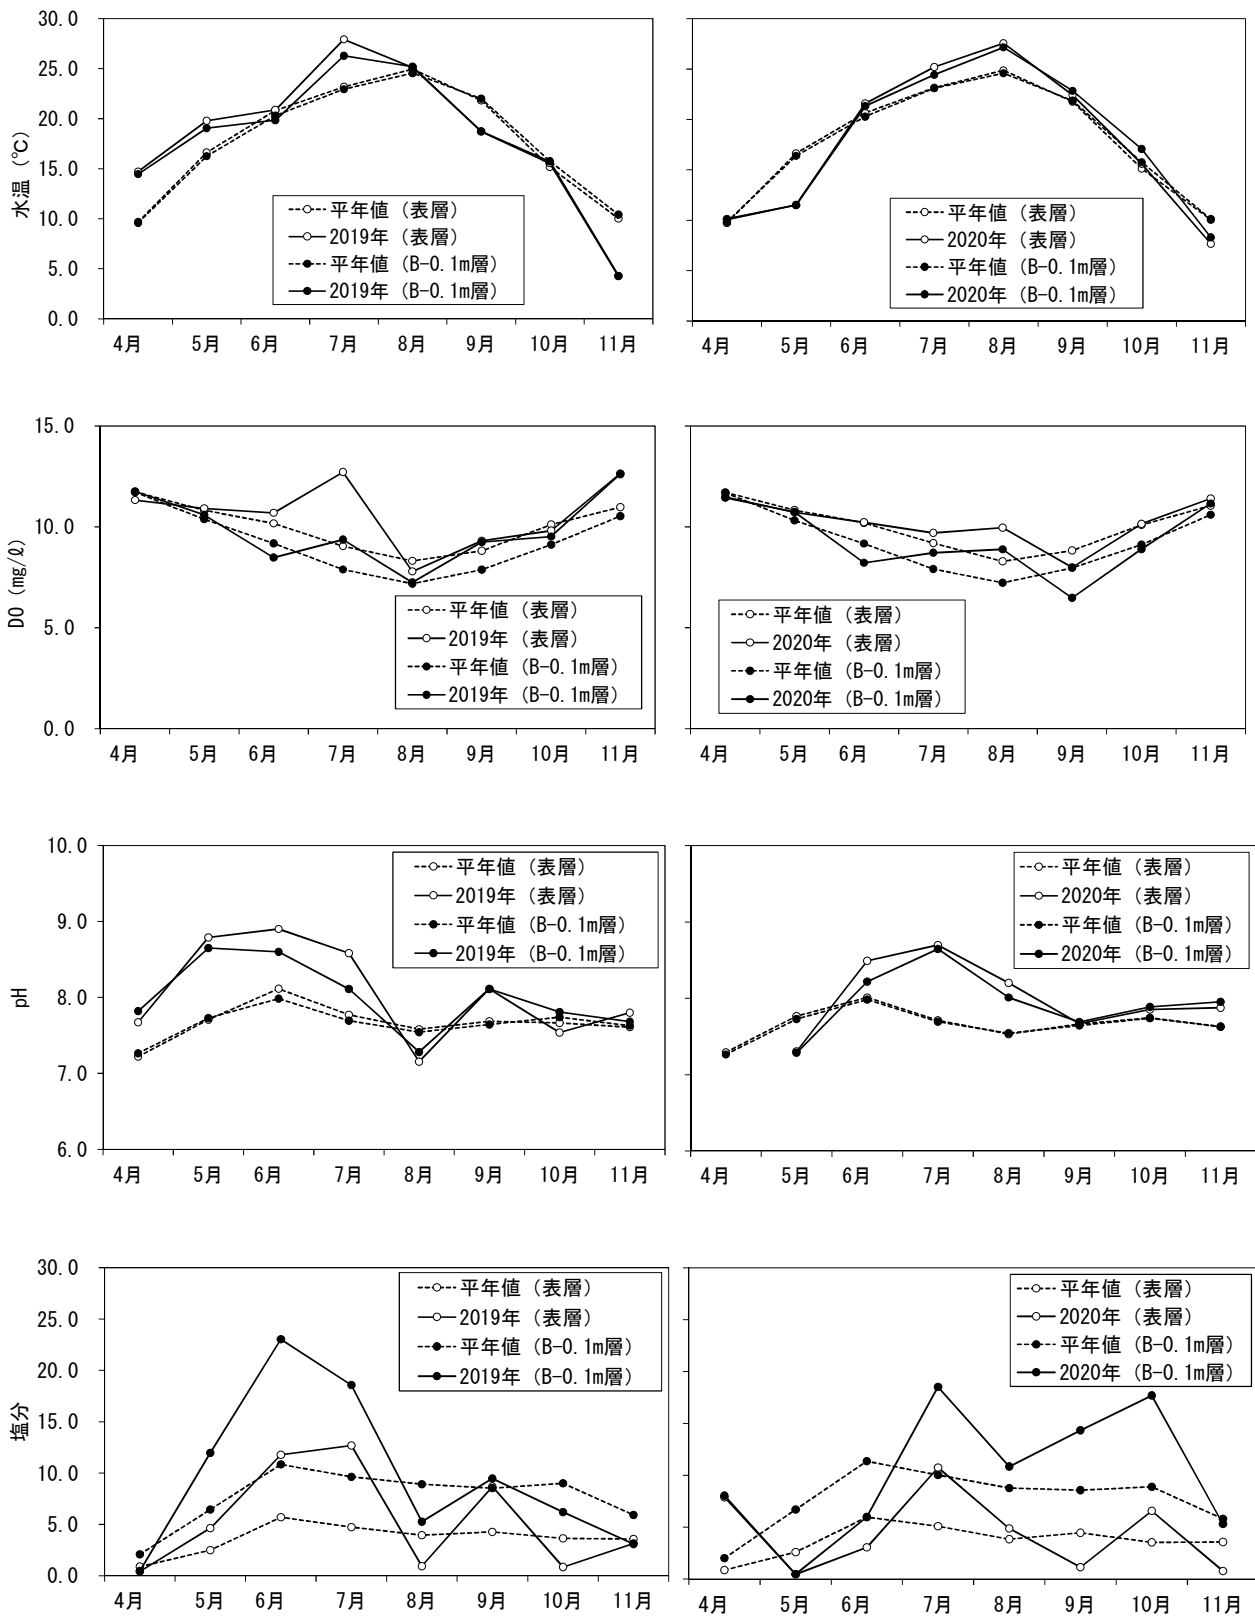 30.0
25.0
20.0
15.0
10.0
5.0
0.0
水温（℃）
平年値（表層）
2019年（表層）
平年値（B-0.1m層）
2019年（B-0.1m層）
4月 5月 6月 7月 8月 9月 10月 11月
平年値（表層）
2020年（表層）
平年値（B-0.1m層）
2020年（B-0.1m層）
4月 5月 6月 7月 8月 9月 10月 11月
15.0
10.0
5.0
0.0
DO（mg/ℓ）
平年値（表層）
2019年（表層）
平年値（B-0.1m層）
2019年（B-0.1m層）
4月 5月 6月 7月 8月 9月 10月 11月
平年値（表層）
2020年（表層）
平年値（B-0.1m層）
2020年（B-0.1m層）
4月 5月 6月 7月 8月 9月 10月 11月
10.0
9.0
8.0
7.0
6.0
pH
平年値（表層）
2019年（表層）
平年値（B-0.1m層）
2019年（B-0.1m層）
4月 5月 6月 7月 8月 9月 10月 11月
平年値（表層）
2020年（表層）
平年値（B-0.1m層）
2020年（B-0.1m層）
4月 5月 6月 7月 8月 9月 10月 11月
30.0
25.0
20.0
15.0
10.0
5.0
0.0
塩分
平年値（表層）
2019年（表層）
平年値（B-0.1m層）
2019年（B-0.1m層）
4月 5月 6月 7月 8月 9月 10月 11月
平年値（表層）
2020年（表層）
平年値（B-0.1m層）
2020年（B-0.1m層）
4月 5月 6月 7月 8月 9月 10月 11月